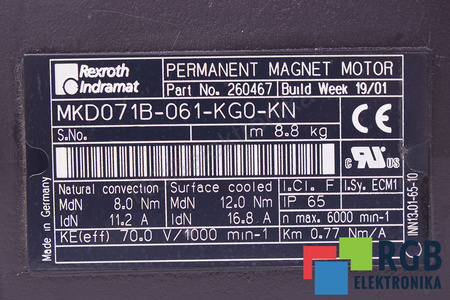 Rexroth
Indramat
PERMANENT MAGNET MOTOR
Part No. 260467 Build Week 19/01
MKD071B-061-KG0-KN
S.No. m 8.8 kg
Natural convection Surface cooled I.Cl. F I.Sy. ECM1
MdN 8.0 Nm MdN 12.0 Nm IP 65
IdN 11.2 A IdN 16.8 A n max. 6000 min-1
KE(eff) 70.0 V/1000 min-1 Km 0.77 Nm/A
Made in Germany
CE
c RU us
INN13.01-65-10
RGB
ELEKTRONIKA